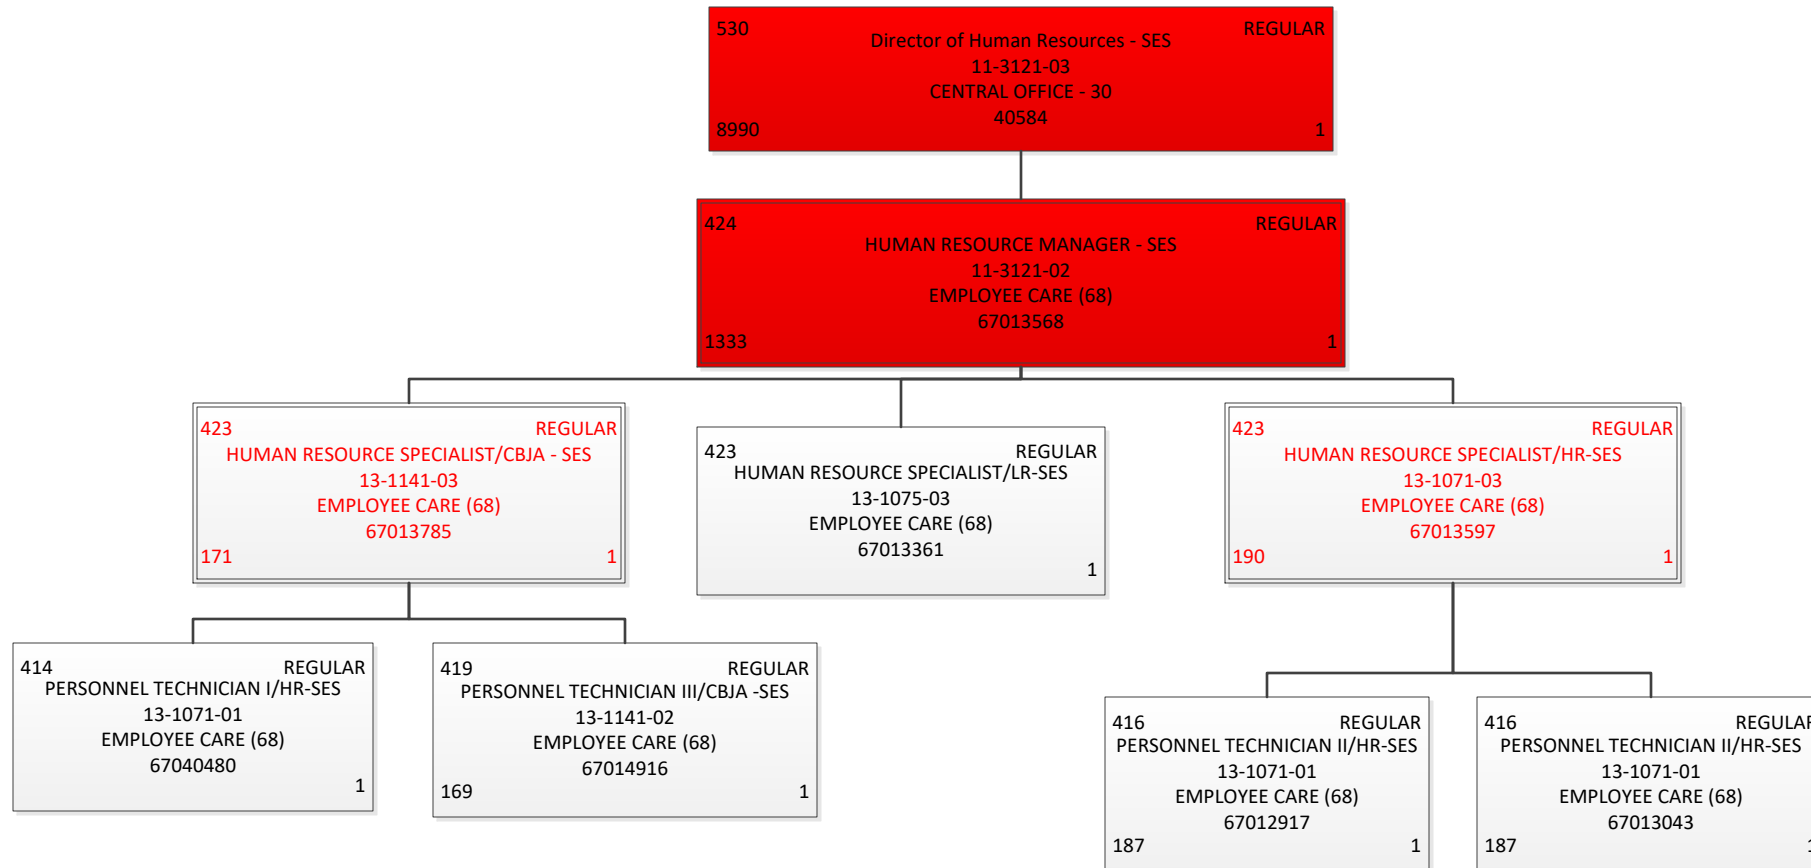 530 REGULAR
Director of Human Resources - SES
11-3121-03
CENTRAL OFFICE - 30
40584
8990 1
424 REGULAR
HUMAN RESOURCE MANAGER - SES
11-3121-02
EMPLOYEE CARE (68)
67013568
1333 1
423 REGULAR
HUMAN RESOURCE SPECIALIST/CBJA - SES
13-1141-03
EMPLOYEE CARE (68)
67013785
171 1
423 REGULAR
HUMAN RESOURCE SPECIALIST/LR-SES
13-1075-03
EMPLOYEE CARE (68)
67013361
1
423 REGULAR
HUMAN RESOURCE SPECIALIST/HR-SES
13-1071-03
EMPLOYEE CARE (68)
67013597
190 1
414 REGULAR
PERSONNEL TECHNICIAN I/HR-SES
13-1071-01
EMPLOYEE CARE (68)
67040480
1
419 REGULAR
PERSONNEL TECHNICIAN III/CBJA -SES
13-1141-02
EMPLOYEE CARE (68)
67014916
169 1
416 REGULAR
PERSONNEL TECHNICIAN II/HR-SES
13-1071-01
EMPLOYEE CARE (68)
67012917
187 1
416 REGULAR
PERSONNEL TECHNICIAN II/HR-SES
13-1071-01
EMPLOYEE CARE (68)
67013043
187 1